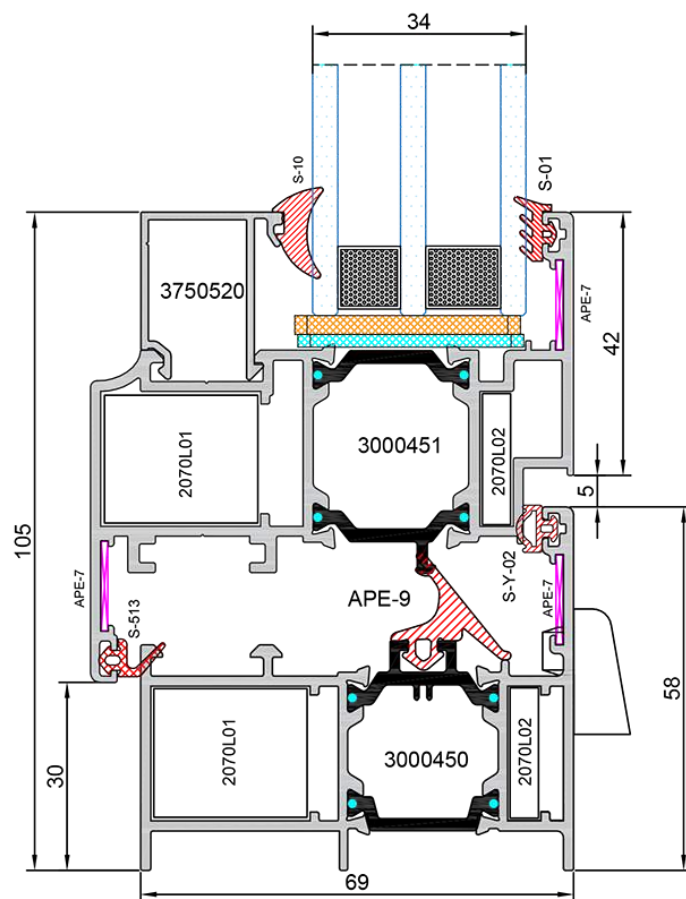 34
S-10
S-01
3750520
APE-7
42
2070L01
3000451
2070L02
5
105
APE-7
S-513
APE-9
S-Y-02
APE-7
58
30
2070L01
3000450
2070L02
69